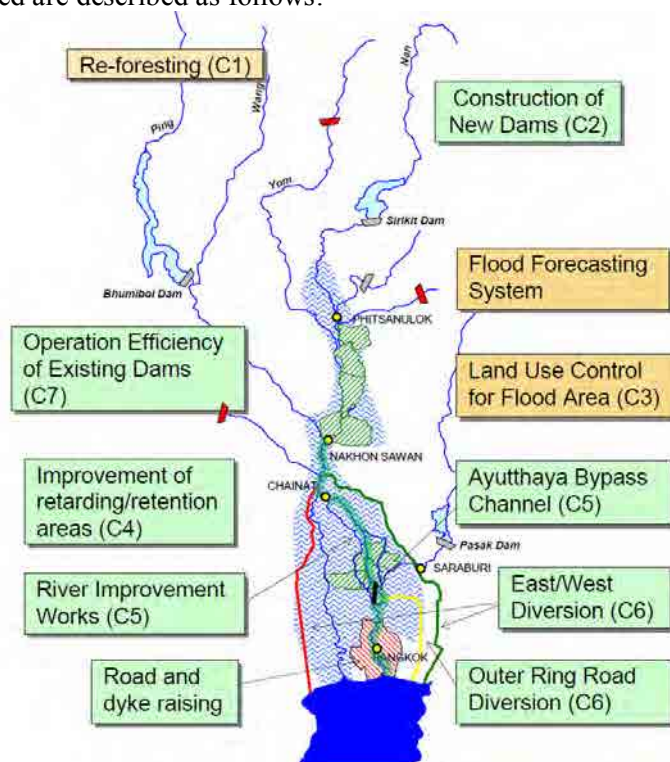 ed are described as follows:
Re-foresting (C1)
Construction of
New Dams (C2)
Ping
Wang
Yom
Nan
Sirikit Dam
Bhumibol Dam
Flood Forecasting
System
PHITSANULOK
Operation Efficiency
of Existing Dams
(C7)
Land Use Control
for Flood Area (C3)
NAKHON SAWAN
Improvement of
retarding/retention
areas (C4)
CHAINAT
Ayutthaya Bypass
Channel (C5)
Pasak Dam
SARABURI
River Improvement
Works (C5)
East/West
Diversion (C6)
Road and
dyke raising
BANGKOK
Outer Ring Road
Diversion (C6)